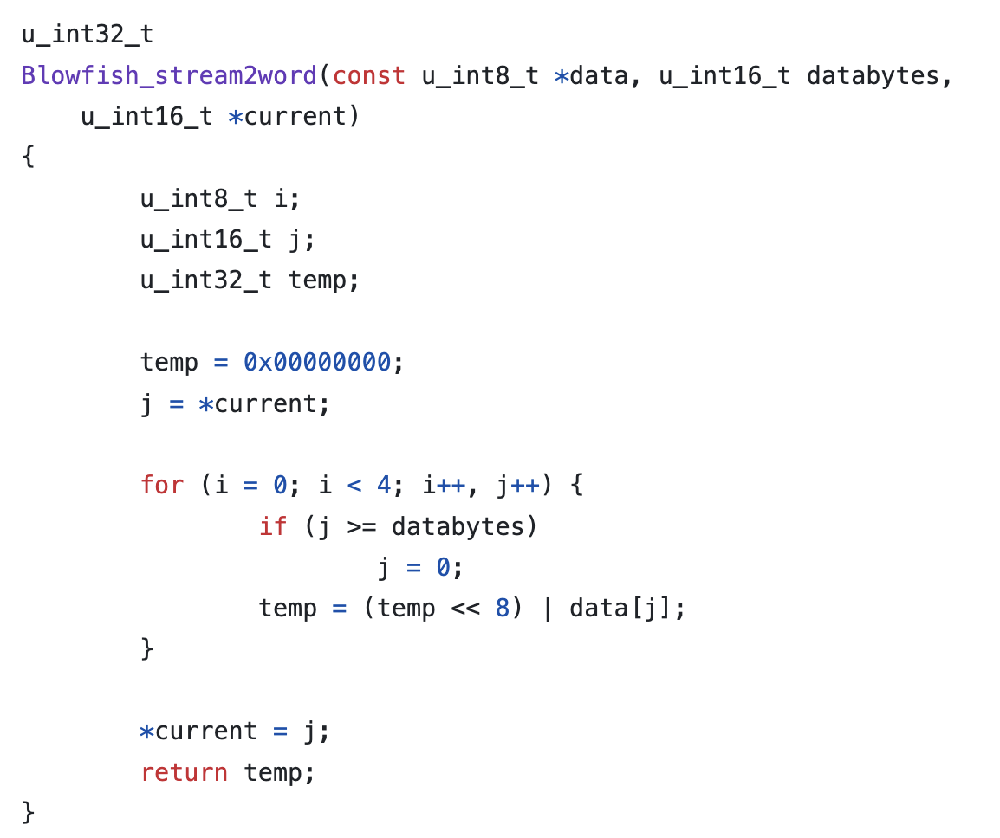 u_int32_t
Blowfish_stream2word(const u_int8_t *data, u_int16_t databytes,
    u_int16_t *current)
{
        u_int8_t i;
        u_int16_t j;
        u_int32_t temp;

        temp = 0x00000000;
        j = *current;

        for (i = 0; i < 4; i++, j++) {
                if (j >= databytes)
                        j = 0;
                temp = (temp << 8) | data[j];
        }

        *current = j;
        return temp;
}